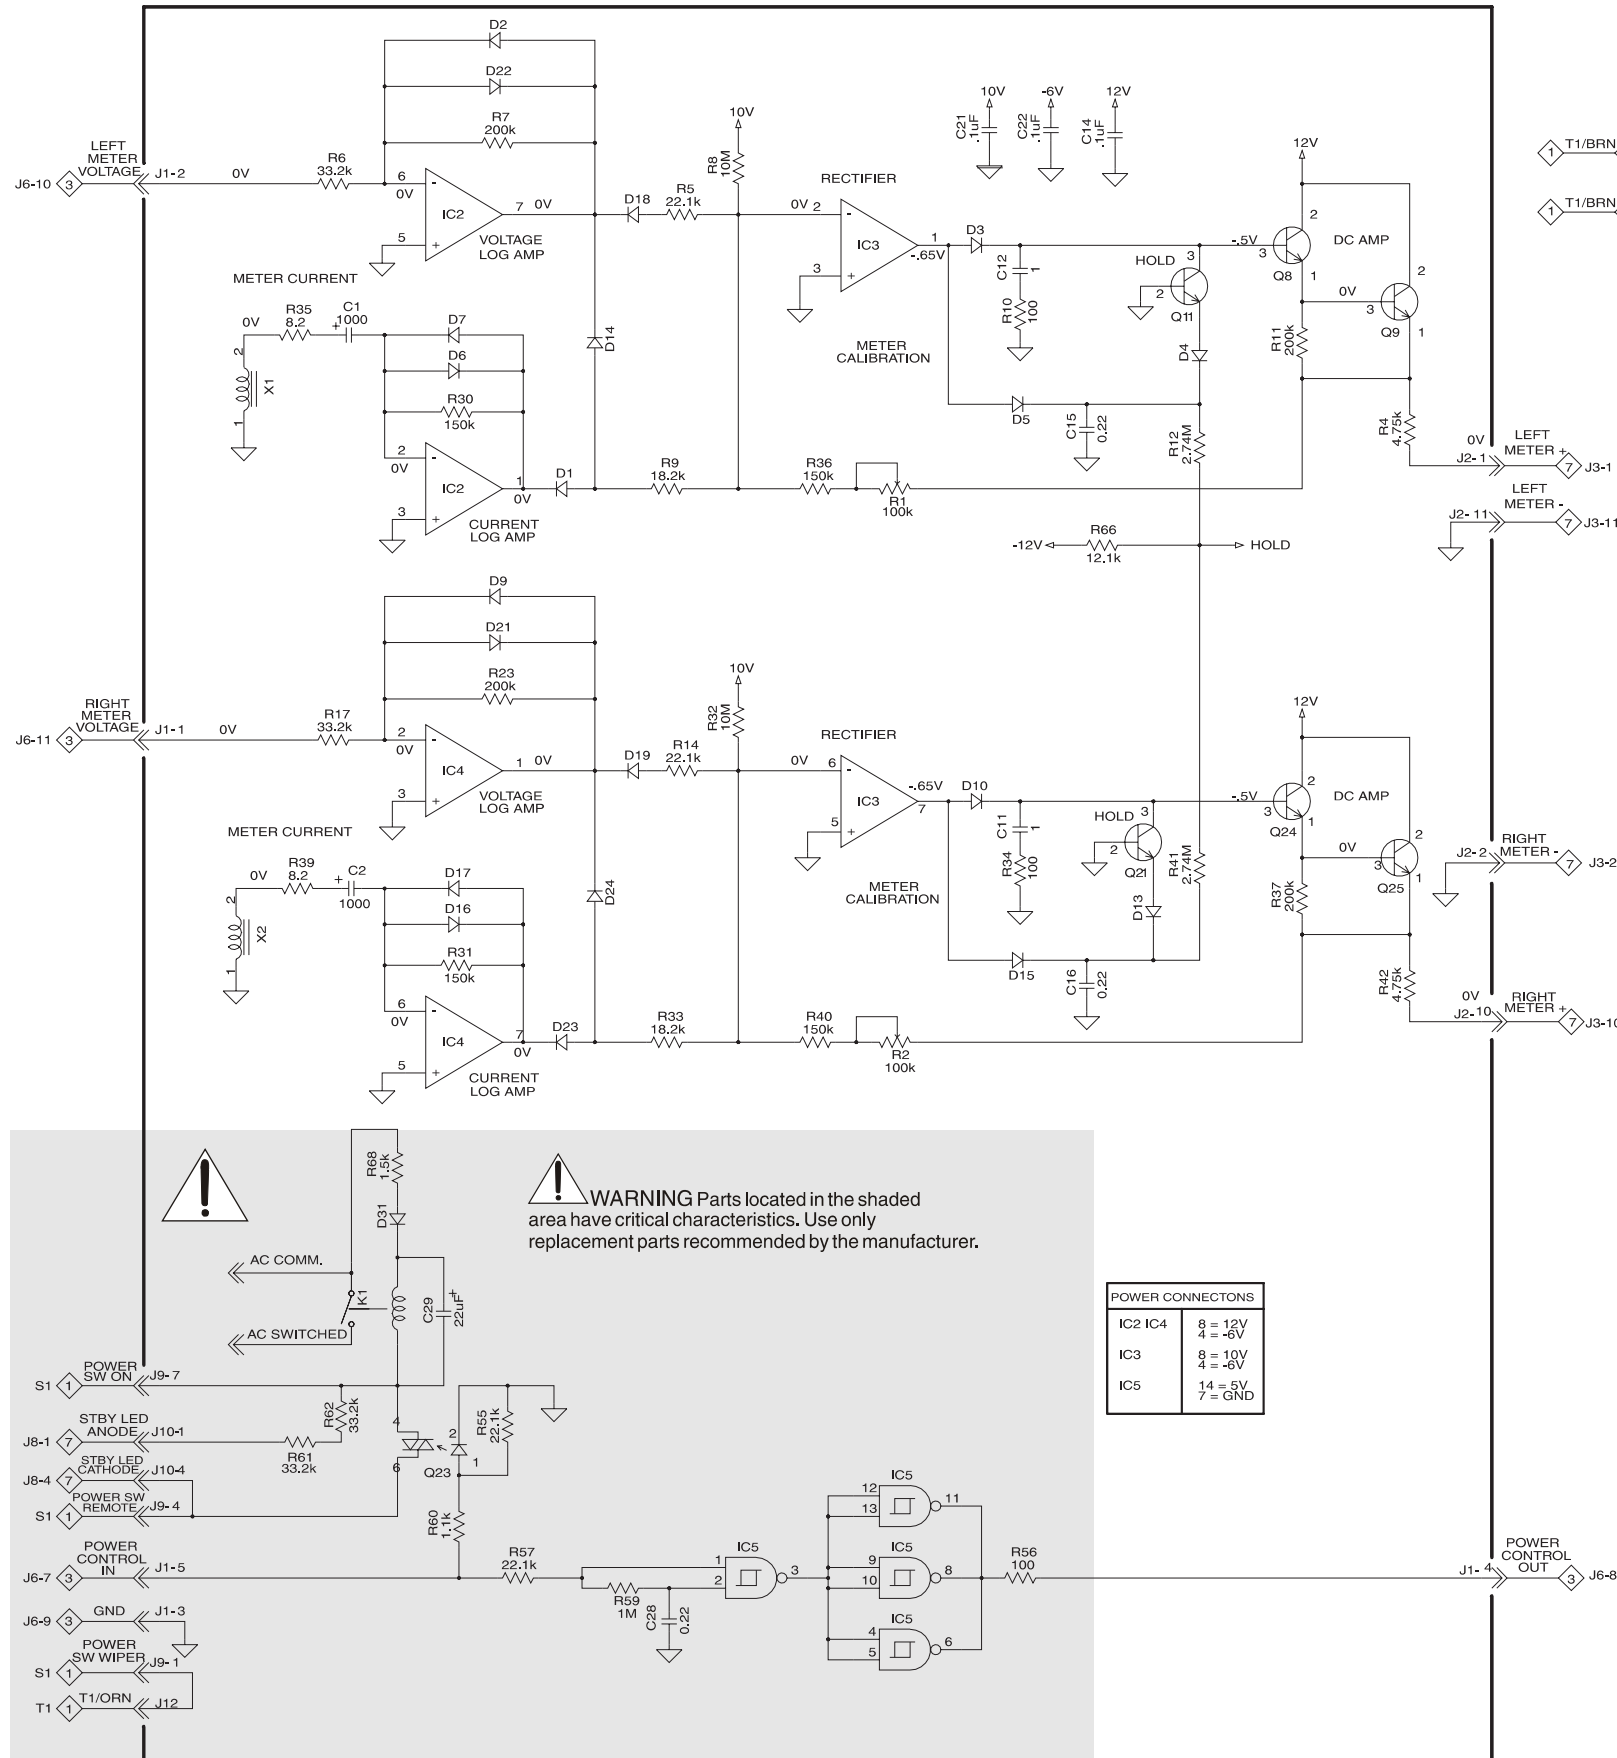 D2
D22
R7
200k
LEFT
METER
VOLTAGE
J6-10
3
J1-2
0V
R6
33.2k
6
0V
-
IC2
7
0V
5
+
VOLTAGE
LOG AMP
D18
R5
22.1k
10V
R8
10M
RECTIFIER
0V
2
-
IC3
1
-.65V
3
+
10V
C21
.1uF
-6V
C22
.1uF
12V
C14
.1uF
D3
C12
1
R10
100
HOLD
3
2
Q11
D4
-.5V
12V
2
3
Q8
1
DC AMP
0V
2
3
Q9
1
R11
200k
1
T1/BRN
1
T1/BRN
METER CURRENT
0V
R35
8.2
C1
+
1000
D7
D6
R30
150k
2
1
X1
2
0V
-
IC2
1
0V
3
+
CURRENT
LOG AMP
D1
D14
R9
18.2k
R36
150k
R1
100k
METER
CALIBRATION
D5
C15
0.22
R12
2.74M
R4
4.75k
0V
J2-1
LEFT
METER +
7
J3-1
LEFT
METER -
J2- 11
7
J3-11
-12V
R66
12.1k
HOLD
D9
D21
R23
200k
RIGHT
METER
VOLTAGE
J6-11
3
J1-1
0V
R17
33.2k
2
0V
-
IC4
1
0V
3
+
VOLTAGE
LOG AMP
D19
R14
22.1k
10V
R32
10M
RECTIFIER
0V
6
-
IC3
-.65V
7
5
+
D10
C11
1
R34
100
HOLD
3
2
Q21
D13
R41
2.74M
-.5V
12V
2
3
1
Q24
DC AMP
0V
2
3
1
Q25
R37
200k
RIGHT
METER -
J2- 2
7
J3-2
METER CURRENT
0V
R39
8.2
+
C2
1000
D17
D16
R31
150k
2
1
X2
6
0V
-
IC4
7
0V
5
+
CURRENT
LOG AMP
D23
D24
R33
18.2k
R40
150k
R2
100k
METER
CALIBRATION
D15
C16
0.22
R42
4.75k
0V
J2- 10
RIGHT
METER +
7
J3-10
!
R68
1.5k
D31
!
WARNING Parts located in the shaded
area have critical characteristics. Use only
replacement parts recommended by the manufacturer.
AC COMM.
K1
C29
+
22uF
AC SWITCHED
POWER CONNECTONS
IC2 IC4
8 = 12V
4 = -6V
IC3
8 = 10V
4 = -6V
IC5
14 = 5V
7 = GND
S1
1
POWER
SW ON
J9- 7
R62
33.2k
STBY LED
ANODE
J8-1
7
J10-1
R61
33.2k
4
6
Q23
2
1
R55
22.1k
STBY LED
CATHODE
J8-4
7
J10-4
POWER SW
REMOTE
S1
1
J9- 4
R60
1.1k
POWER
CONTROL
IN
J6-7
3
J1-5
R57
22.1k
R59
1M
C28
0.22
IC5
1
2
3
IC5
12
13
11
IC5
9
10
8
IC5
4
5
6
R56
100
J1- 4
POWER
CONTROL
OUT
3
J6-8
J6-9
3
GND
J1-3
POWER
SW WIPER
S1
1
J9- 1
T1
1
T1/ORN
J12